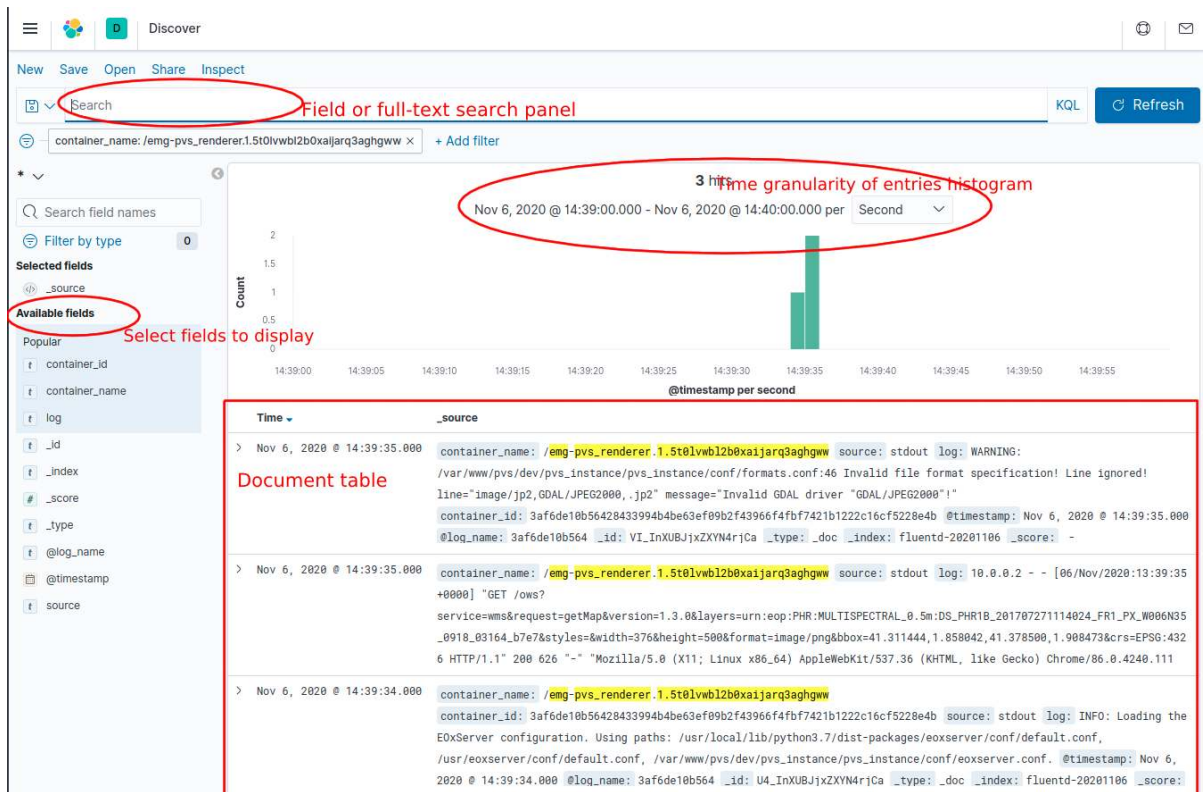 D Discover
New Save Open Share Inspect
Search
Field or full-text search panel
KQL
Refresh
container_name: /emg-pvs_renderer.1.5t0lvwbl2b0xaijarq3aghgww ×
+ Add filter
*
Search field names
Filter by type 0
Selected fields
_source
Available fields
Select fields to display
Popular
container_id
container_name
log
_id
_index
_score
_type
@log_name
@timestamp
source
3 hits
Time granularity of entries histogram
Nov 6, 2020 @ 14:39:00.000 - Nov 6, 2020 @ 14:40:00.000 per Second
2
1.5
1
0.5
0
Count
14:39:00 14:39:05 14:39:10 14:39:15 14:39:20 14:39:25 14:39:30 14:39:35 14:39:40 14:39:45 14:39:50 14:39:55
@timestamp per second
Time _source
Document table
Nov 6, 2020 @ 14:39:35.000
container_name: /emg-pvs_renderer.1.5t0lvwbl2b0xaijarq3aghgww source: stdout log: WARNING:
/var/www/pvs/dev/pvs_instance/pvs_instance/conf/formats.conf:46 Invalid file format specification! Line ignored!
line="image/jp2,GDAL/JPEG2000,.jp2" message="Invalid GDAL driver "GDAL/JPEG2000"!"
container_id: 3af6de10b56428433994b4be63ef09b2f43966f4fbf7421b1222c16cf5228e4b @timestamp: Nov 6, 2020 @ 14:39:35.000
@log_name: 3af6de10b564 _id: VI_InXUBJjxZXYN4rjCa _type: _doc _index: fluentd-20201106 _score: -
Nov 6, 2020 @ 14:39:35.000
container_name: /emg-pvs_renderer.1.5t0lvwbl2b0xaijarq3aghgww source: stdout log: 10.0.0.2 - - [06/Nov/2020:13:39:35
+0000] "GET /ows?
service=wms&request=getMap&version=1.3.0&layers=urn:eop:PHR:MULTISPECTRAL_0.5m:DS_PHR1B_201707271114024_FR1_PX_W006N35
_0918_03164_b7e7&styles=&width=376&height=500&format=image/png&bbox=41.311444,1.858042,41.378500,1.908473&crs=EPSG:432
6 HTTP/1.1" 200 626 "-" "Mozilla/5.0 (X11; Linux x86_64) AppleWebKit/537.36 (KHTML, like Gecko) Chrome/86.0.4240.111
Nov 6, 2020 @ 14:39:34.000
container_name: /emg-pvs_renderer.1.5t0lvwbl2b0xaijarq3aghgww
container_id: 3af6de10b56428433994b4be63ef09b2f43966f4fbf7421b1222c16cf5228e4b source: stdout log: INFO: Loading the
EOxServer configuration. Using paths: /usr/local/lib/python3.7/dist-packages/eoxserver/conf/default.conf,
/usr/eoxserver/conf/default.conf, /var/www/pvs/dev/pvs_instance/pvs_instance/conf/eoxserver.conf. @timestamp: Nov 6,
2020 @ 14:39:34.000 @log_name: 3af6de10b564 _id: U4_InXUBJjxZXYN4rjCa _type: _doc _index: fluentd-20201106 _score: